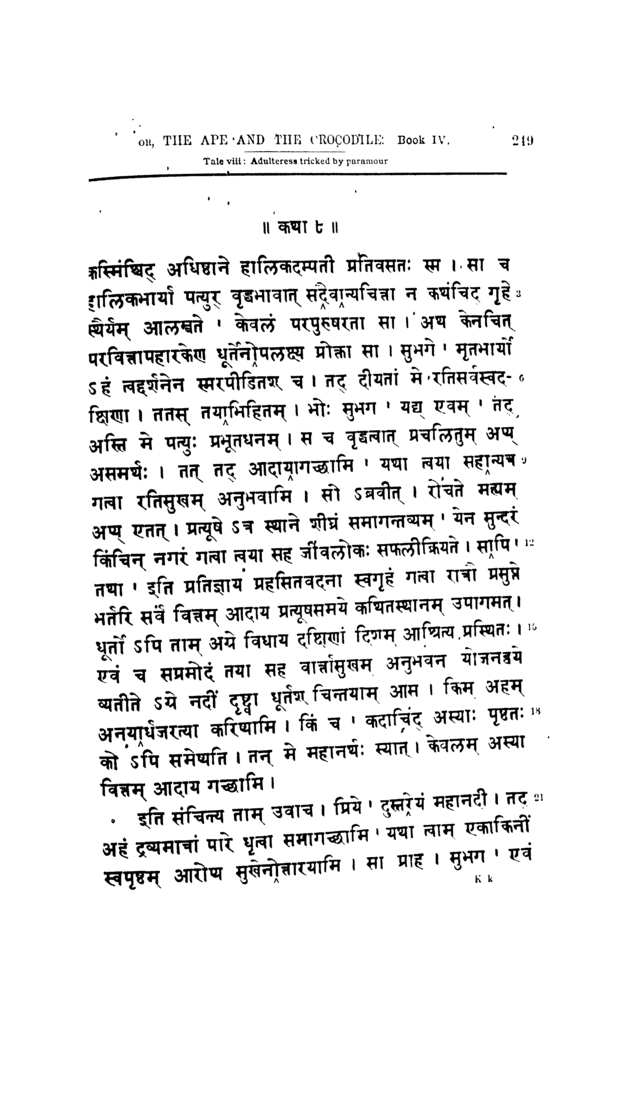 OR, THE APE AND THE CROCODILE: Book IV. 249
Tale viii: Adulteress tricked by paramour
॥ कथा ८ ॥
कस्मिंश्चिद् अधिष्ठाने हालिकदम्पती प्रतिवसतः स्म । सा च
हालिकभार्या पत्युर् वृद्धभावात् सदैवान्यचित्ता न कथंचिद् गृहे 3
स्थैर्यम् आलम्बते ' केवलं परपुरुषरता सा । अथ केनचित्
परवित्तापहारकेण धूर्तेनोपलक्ष्य प्रोक्ता सा । सुभगे ' मृतभार्यो
ऽहं त्वद्दर्शनेन स्मरपीडितश् च । तद् दीयतां मे रतिसर्वस्वद- 6
क्षिणा । ततस् तयाभिहितम् । भोः सुभग ' यद्य् एवम् ' तद्
अस्ति मे पत्युः प्रभूतधनम् । स च वृद्धत्वात् प्रचलितुम् अप्य्
असमर्थः । तत् तद् आदायागच्छामि ' यथा त्वया सहान्यत्र 9
गत्वा रतिसुखम् अनुभवामि । सो ऽब्रवीत् । रोचते मह्यम्
अप्य् एतत् । प्रत्यूषे ऽत्र स्थाने शीघ्रं समागन्तव्यम् ' येन सुन्दरं
किंचिन् नगरं गत्वा त्वया सह जीवलोकः सफलीक्रियते । सापि ' 12
तथा ' इति प्रतिज्ञाय प्रहसितवदना स्वगृहं गत्वा रात्रौ प्रसुप्ते
भर्तरि सर्वं वित्तम् आदाय प्रत्यूषसमये कथितस्थानम् उपागमत् ।
धूर्तो ऽपि ताम् अग्रे विधाय दक्षिणां दिशम् आश्रित्य प्रस्थितः । 15
एवं च सप्रमोदं तया सह वार्त्तासुखम् अनुभवन् योजनद्वये
व्यतीते ऽग्रे नदीं दृष्ट्वा धूर्तश् चिन्तयाम् आस । किम् अहम्
अनयार्धजरत्या करिष्यामि । किं च ' कदाचिद् अस्याः पृष्ठतः 18
को ऽपि समेष्यति । तन् मे महानर्थः स्यात् । केवलम् अस्या
वित्तम् आदाय गच्छामि ।
इति संचिन्त्य ताम् उवाच । प्रिये ' दुस्तरेयं महानदी । तद् 21
अहं द्रव्यमात्रां पारे धृत्वा समागच्छामि ' यथा त्वाम् एकाकिनीं
स्वपृष्ठम् आरोप्य सुखेनोत्तारयामि । सा प्राह । सुभग ' एवं
K k